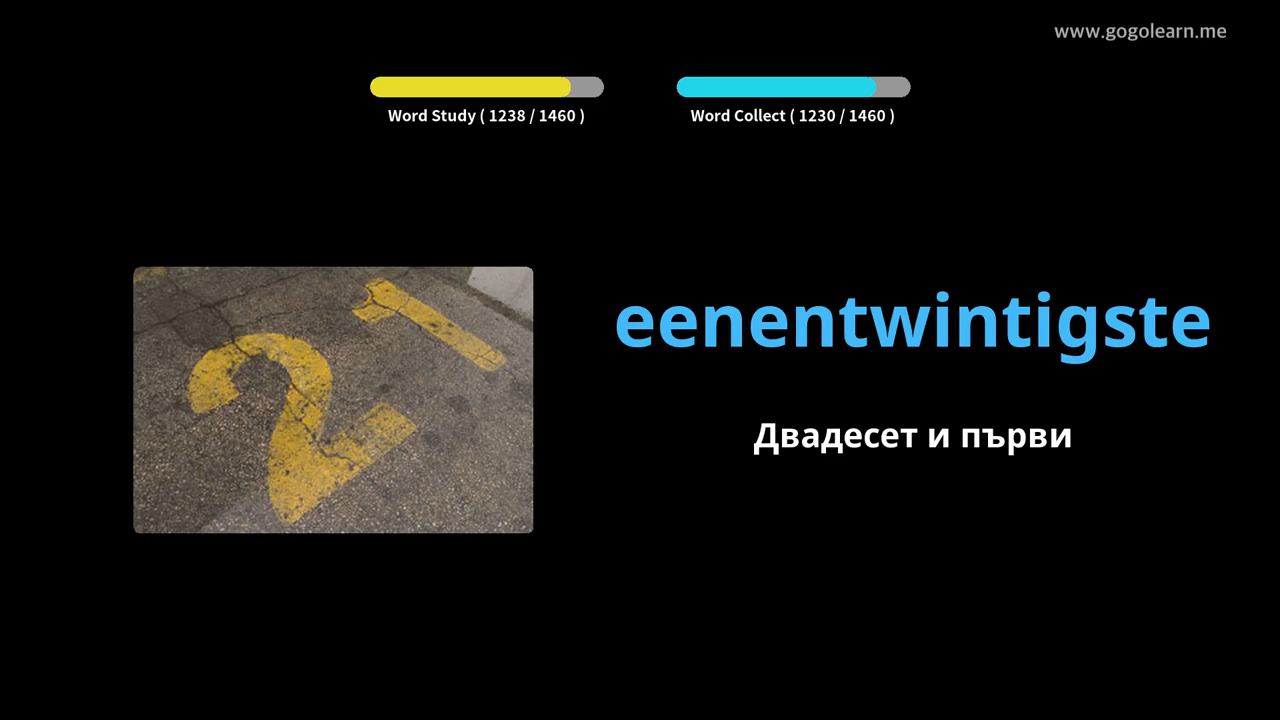 www.gogolearn.me
Word Study ( 1238 / 1460 )
Word Collect ( 1230 / 1460 )
21
eenentwintigste
Двадесет и първи